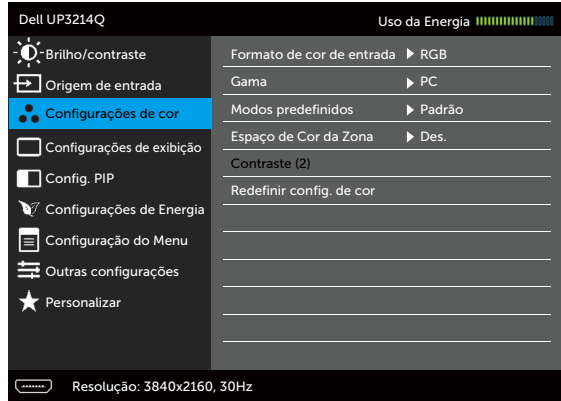 Dell UP3214Q Uso da Energia
Brilho/contraste
Origem de entrada
Configurações de cor
Configurações de exibição
Config. PIP
Configurações de Energia
Configuração do Menu
Outras configurações
Personalizar
Formato de cor de entrada RGB
Gama PC
Modos predefinidos Padrão
Espaço de Cor da Zona Des.
Contraste (2)
Redefinir config. de cor
Resolução: 3840x2160, 30Hz